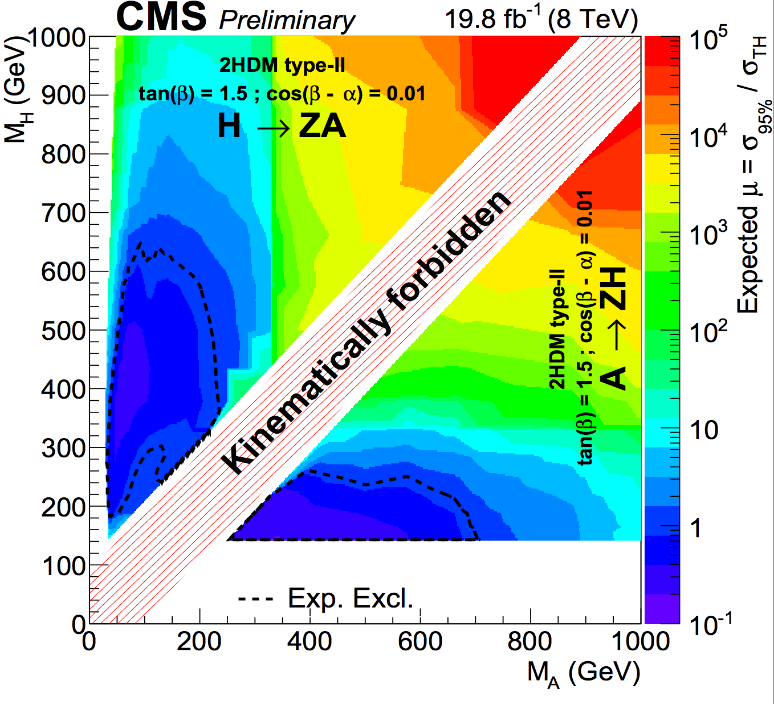 CMS Preliminary 19.8 fb⁻¹ (8 TeV)
2HDM type-II
tan(β) = 1.5 ; cos(β - α) = 0.01
H → ZA
Kinematically forbidden
2HDM type-II
tan(β) = 1.5 ; cos(β - α) = 0.01
A → ZH
Exp. Excl.
M_H (GeV)
1000
900
800
700
600
500
400
300
200
100
0
0 200 400 600 800 1000
M_A (GeV)
10⁵
10⁴
10³
10²
10
1
10⁻¹
Expected μ = σ_95% / σ_TH